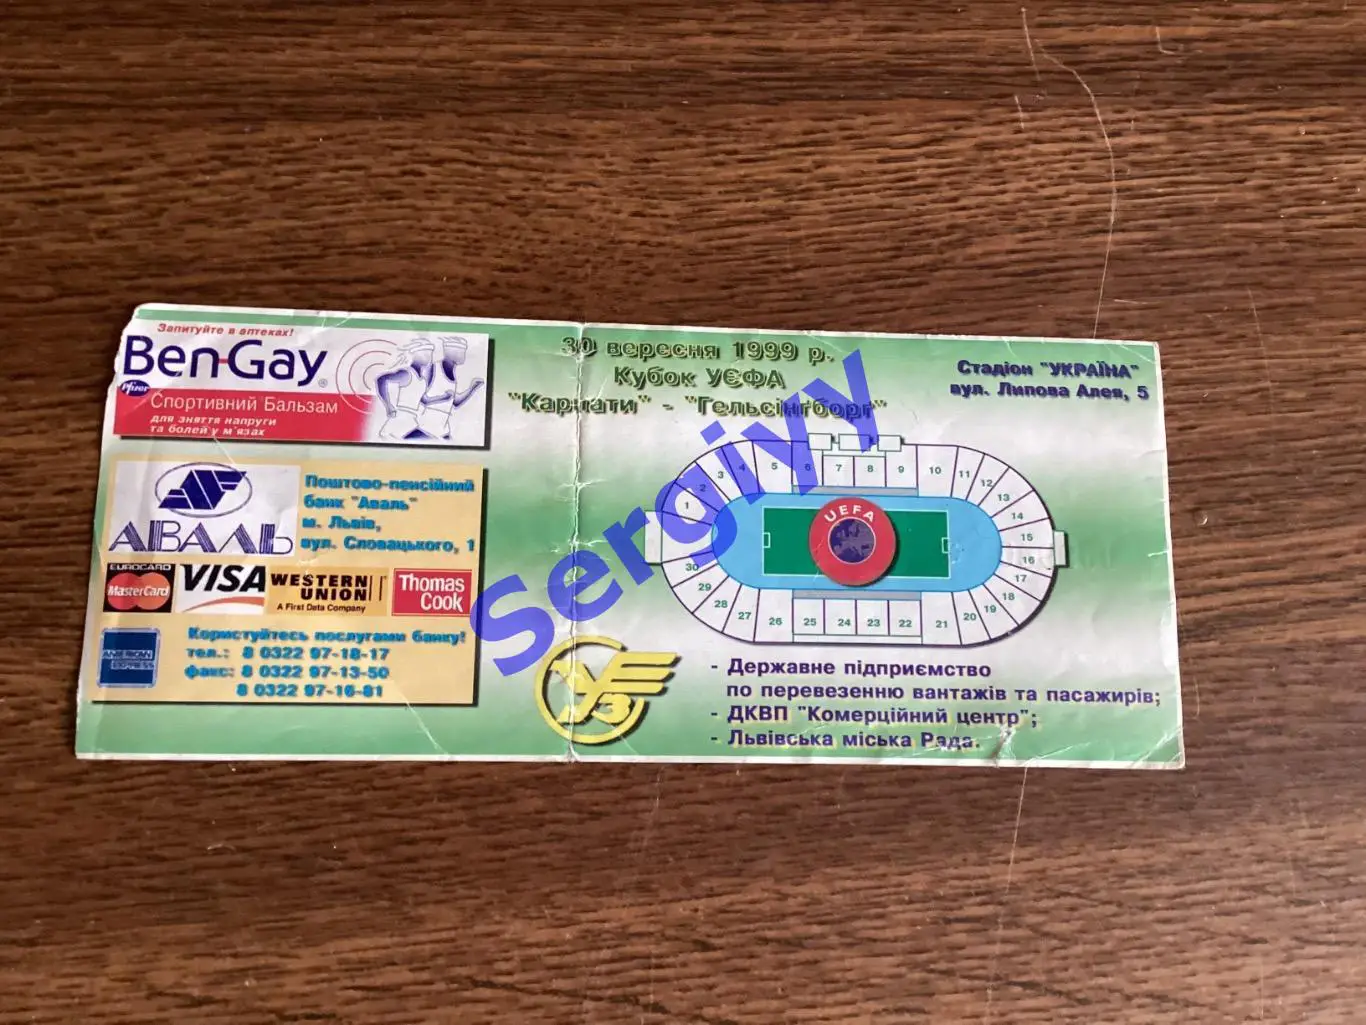 Запитуйте в аптеках!
Ben-Gay®
Pfizer
Спортивний Бальзам
для зняття напруги
та болей у м'язах
АВАЛЬ
Поштово-пенсійний
банк "Аваль"
м. Львів,
вул. Словацького, 1
EUROCARD
MasterCard
VISA
WESTERN
UNION
A First Data Company
Thomas
Cook
AMERICAN
EXPRESS
Користуйтесь послугами банку!
тел.: 8 0322 97-18-17
факс: 8 0322 97-13-50
8 0322 97-16-81
30 вересня 1999 р.
Кубок УЄФА
"Карпати" - "Гельсінгборг"
Стадіон "УКРАЇНА"
вул. Липова Алея, 5
1 2 3 4 5 6 7 8 9 10 11 12 13 14 15
16 17 18 19 20 21 22 23 24 25 26 27 28 29 30
UEFA
УЗ
- Державне підприємство
по перевезенню вантажів та пасажирів;
- ДКВП "Комерційний центр";
- Львівська міська Рада.
Sergiyy